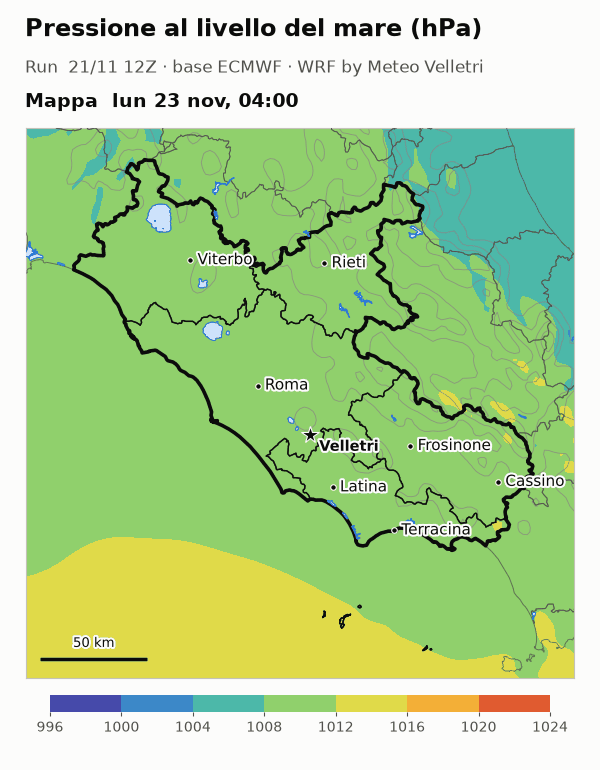 Pressione al livello del mare (hPa)
Run  21/11 12Z · base ECMWF · WRF by Meteo Velletri
Mappa  lun 23 nov, 04:00
Viterbo
Rieti
Roma
Velletri
Frosinone
Latina
Cassino
Terracina
50 km
996 1000 1004 1008 1012 1016 1020 1024